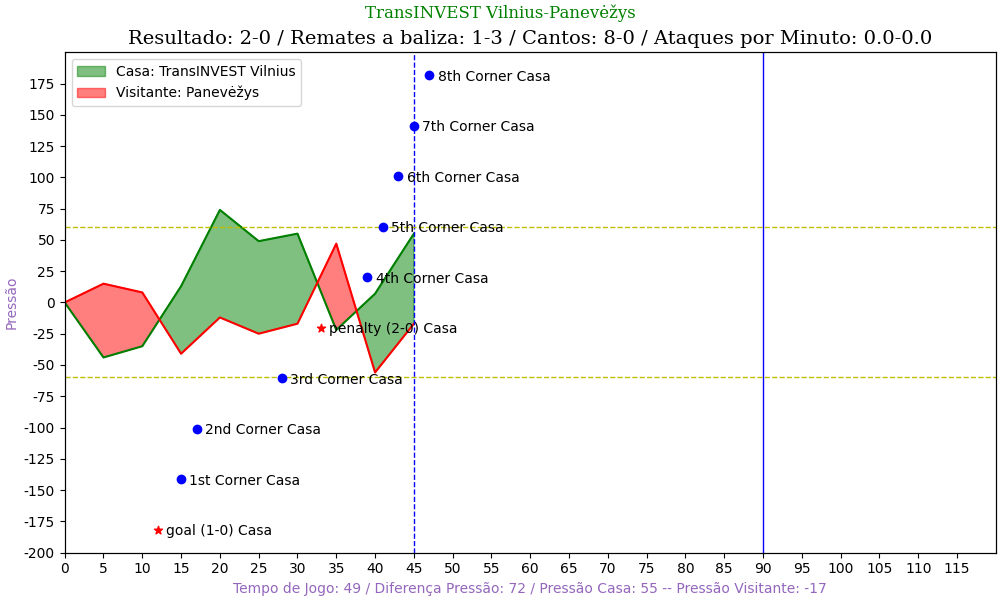 TransINVEST Vilnius-Panevėžys
Resultado: 2-0 / Remates a baliza: 1-3 / Cantos: 8-0 / Ataques por Minuto: 0.0-0.0
Casa: TransINVEST Vilnius
Visitante: Panevėžys
8th Corner Casa
7th Corner Casa
6th Corner Casa
5th Corner Casa
4th Corner Casa
penalty (2-0) Casa
3rd Corner Casa
2nd Corner Casa
1st Corner Casa
goal (1-0) Casa
Pressão
175
150
125
100
75
50
25
0
-25
-50
-75
-100
-125
-150
-175
-200
0 5 10 15 20 25 30 35 40 45 50 55 60 65 70 75 80 85 90 95 100 105 110 115
Tempo de Jogo: 49 / Diferença Pressão: 72 / Pressão Casa: 55 -- Pressão Visitante: -17